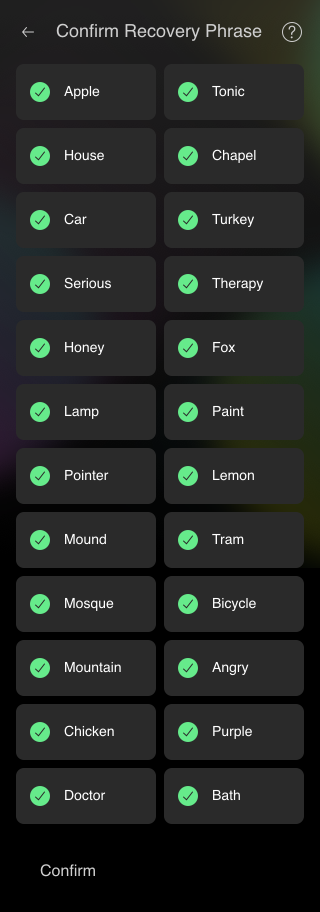 Confirm Recovery Phrase ?
Apple Tonic
House Chapel
Car Turkey
Serious Therapy
Honey Fox
Lamp Paint
Pointer Lemon
Mound Tram
Mosque Bicycle
Mountain Angry
Chicken Purple
Doctor Bath
Confirm